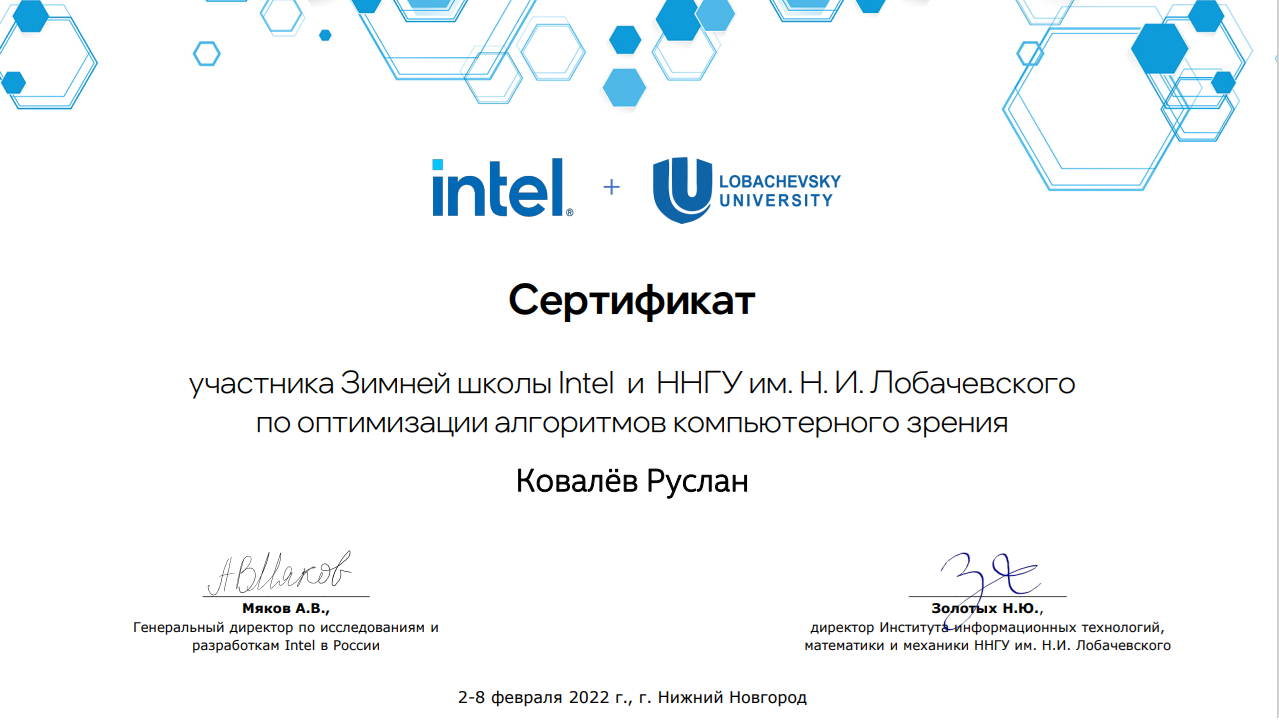 intel®
+
LOBACHEVSKY
UNIVERSITY
Сертификат
участника Зимней школы Intel и ННГУ им. Н. И. Лобачевского
по оптимизации алгоритмов компьютерного зрения
Ковалёв Руслан
АВМяков
Мяков А.В.,
Генеральный директор по исследованиям и
разработкам Intel в России
Золотых Н.Ю.,
директор Института информационных технологий,
математики и механики ННГУ им. Н.И. Лобачевского
2-8 февраля 2022 г., г. Нижний Новгород